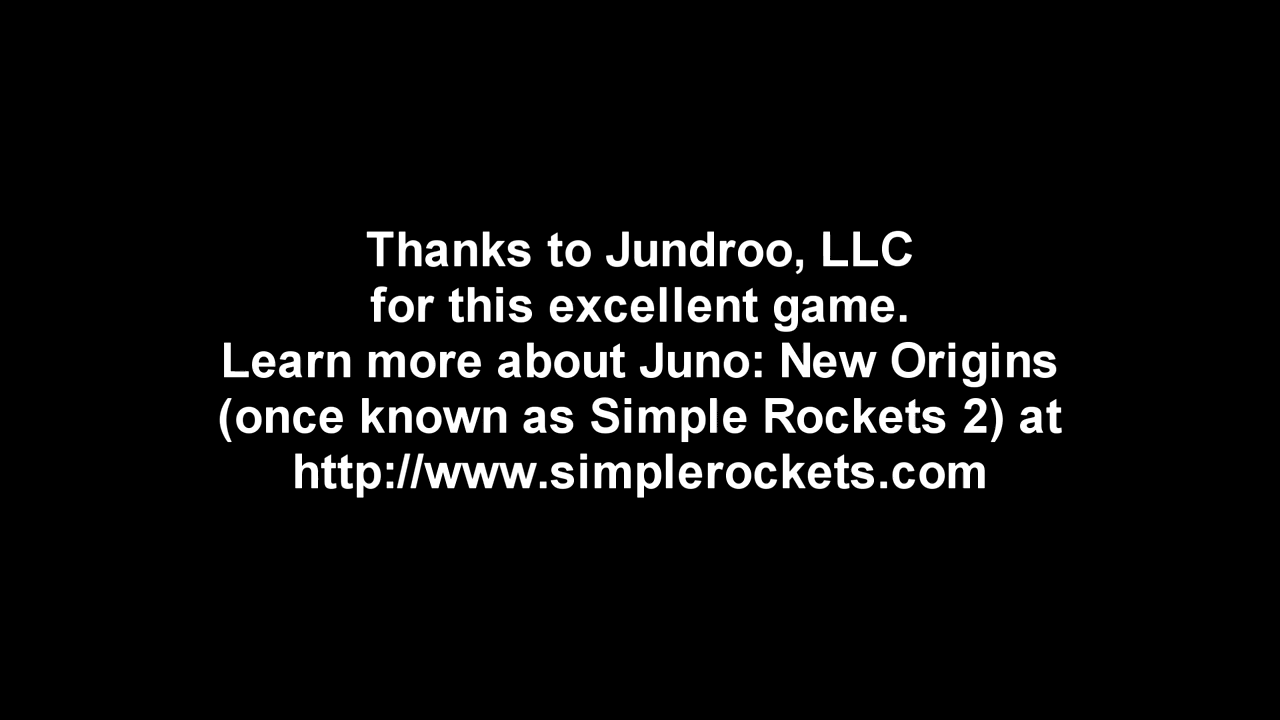 Thanks to Jundroo, LLC
for this excellent game.
Learn more about Juno: New Origins
(once known as Simple Rockets 2) at
http://www.simplerockets.com